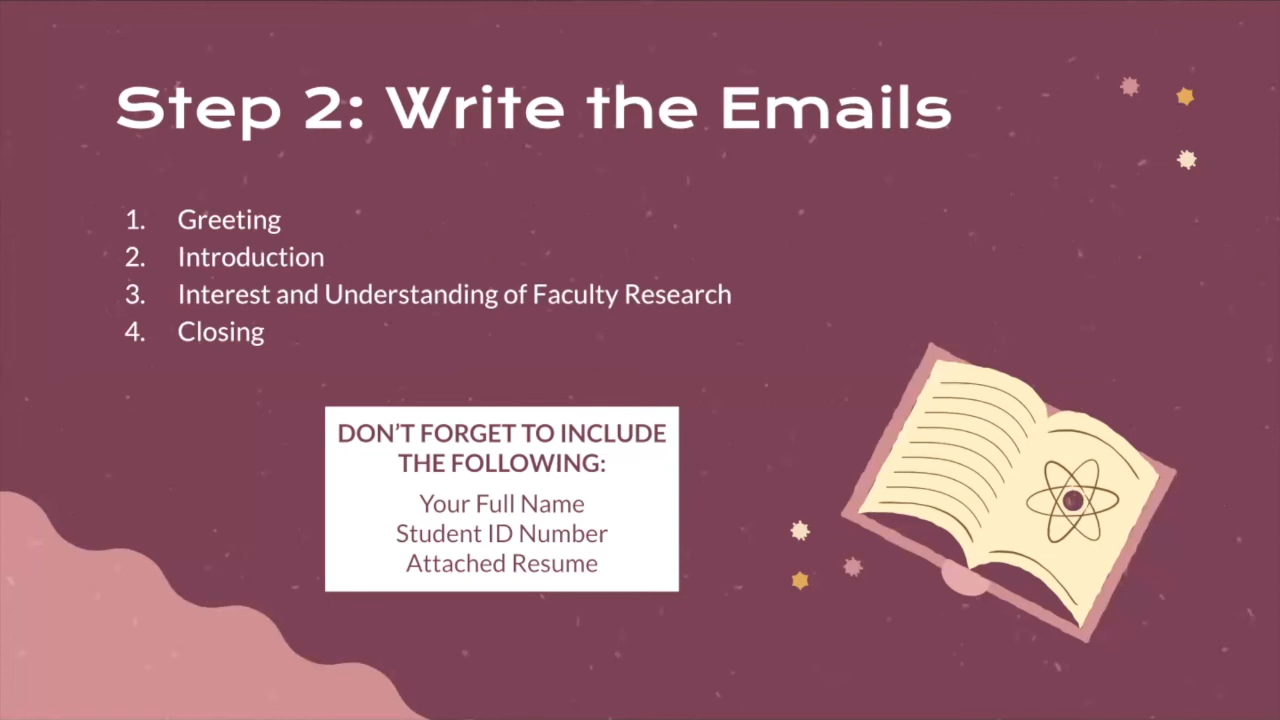 Step 2: Write the Emails
1. Greeting
2. Introduction
3. Interest and Understanding of Faculty Research
4. Closing
DON'T FORGET TO INCLUDE
THE FOLLOWING:
Your Full Name
Student ID Number
Attached Resume